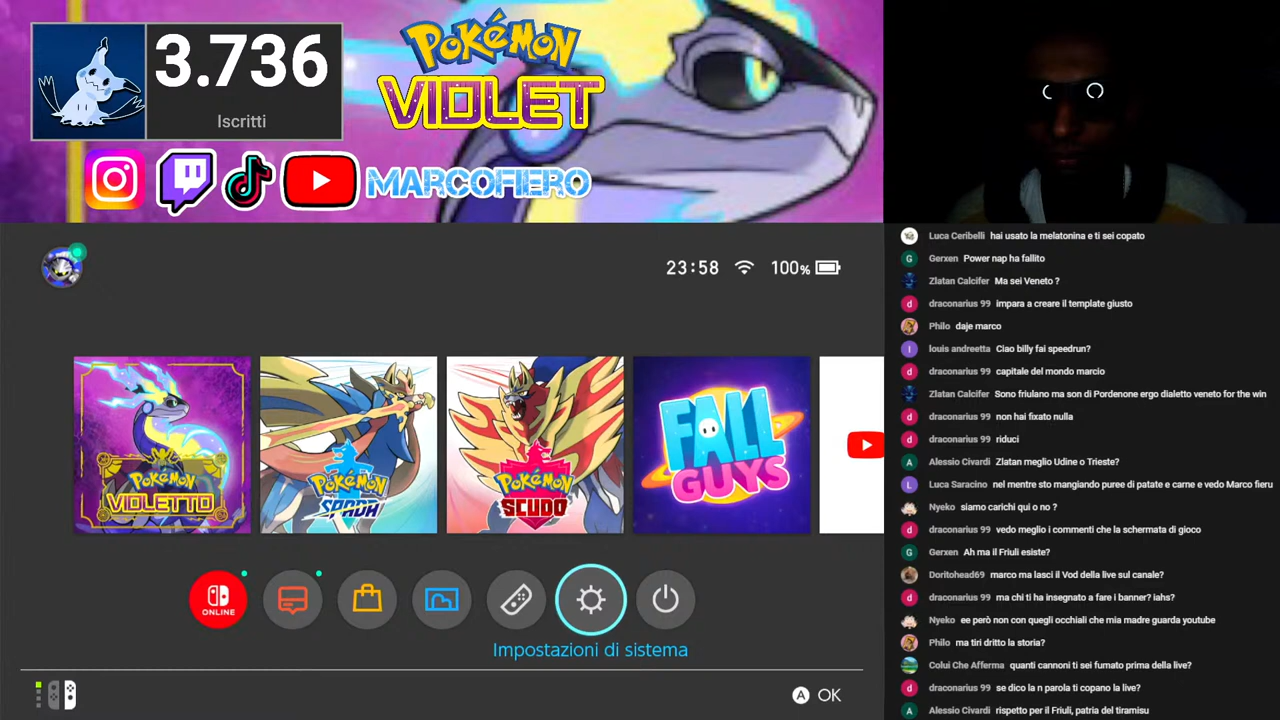 3.736
Iscritti
POKéMON
VIOLET
MARCOFIERO
23:58
100%
POKéMON
VIOLETTO
POKéMON
SPADA
POKéMON
SCUDO
FALL
GUYS
ONLINE
Impostazioni di sistema
A OK
Luca Ceribelli hai usato la melatonina e ti sei copato
G Gerxen Power nap ha fallito
Zlatan Calcifer Ma sei Veneto ?
d draconarius 99 impara a creare il template giusto
Philo daje marco
l louis andreetta Ciao billy fai speedrun?
d draconarius 99 capitale del mondo marcio
Zlatan Calcifer Sono friulano ma son di Pordenone ergo dialetto veneto for the win
d draconarius 99 non hai fixato nulla
d draconarius 99 riduci
A Alessio Civardi Zlatan meglio Udine o Trieste?
L Luca Saracino nel mentre sto mangiando puree di patate e carne e vedo Marco fieru
Nyeko siamo carichi qui o no ?
d draconarius 99 vedo meglio i commenti che la schermata di gioco
G Gerxen Ah ma il Friuli esiste?
Doritohead69 marco ma lasci il Vod della live sul canale?
d draconarius 99 ma chi ti ha insegnato a fare i banner? iahs?
Nyeko ee però non con quegli occhiali che mia madre guarda youtube
Philo ma tiri dritto la storia?
Colui Che Afferma quanti cannoni ti sei fumato prima della live?
d draconarius 99 se dico la n parola ti copano la live?
A Alessio Civardi rispetto per il Friuli, patria del tiramisu